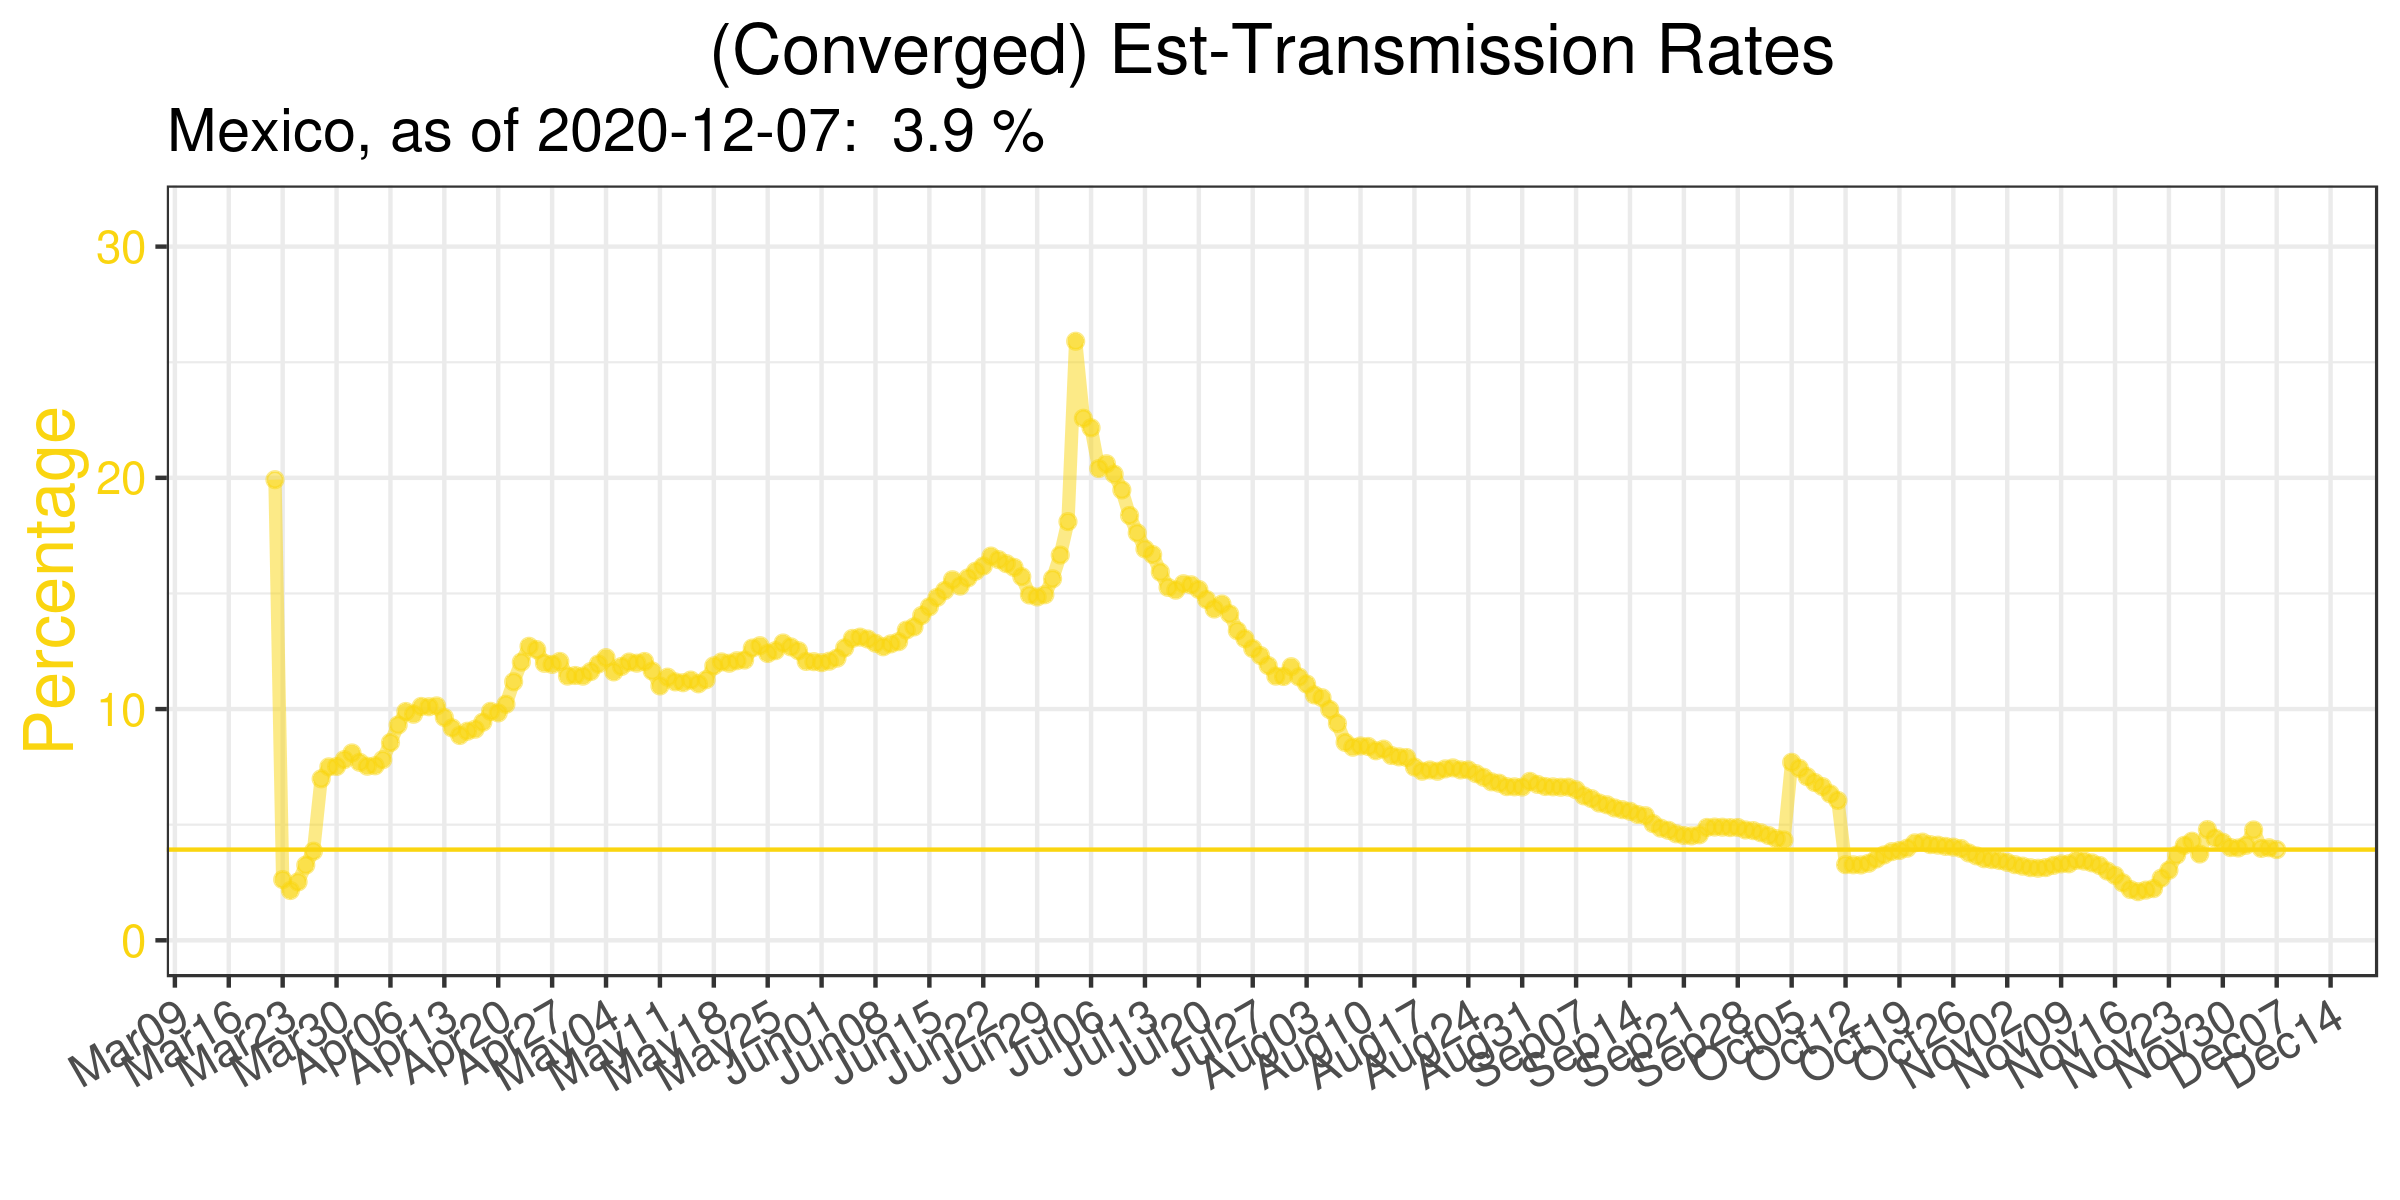 (Converged) Est-Transmission Rates
Mexico, as of 2020-12-07:  3.9 %
Percentage
30
20
10
0
Mar09
Mar16
Mar23
Mar30
Apr06
Apr13
Apr20
Apr27
May04
May11
May18
May25
Jun01
Jun08
Jun15
Jun22
Jun29
Jul06
Jul13
Jul20
Jul27
Aug03
Aug10
Aug17
Aug24
Aug31
Sep07
Sep14
Sep21
Sep28
Oct05
Oct12
Oct19
Oct26
Nov02
Nov09
Nov16
Nov23
Nov30
Dec07
Dec14